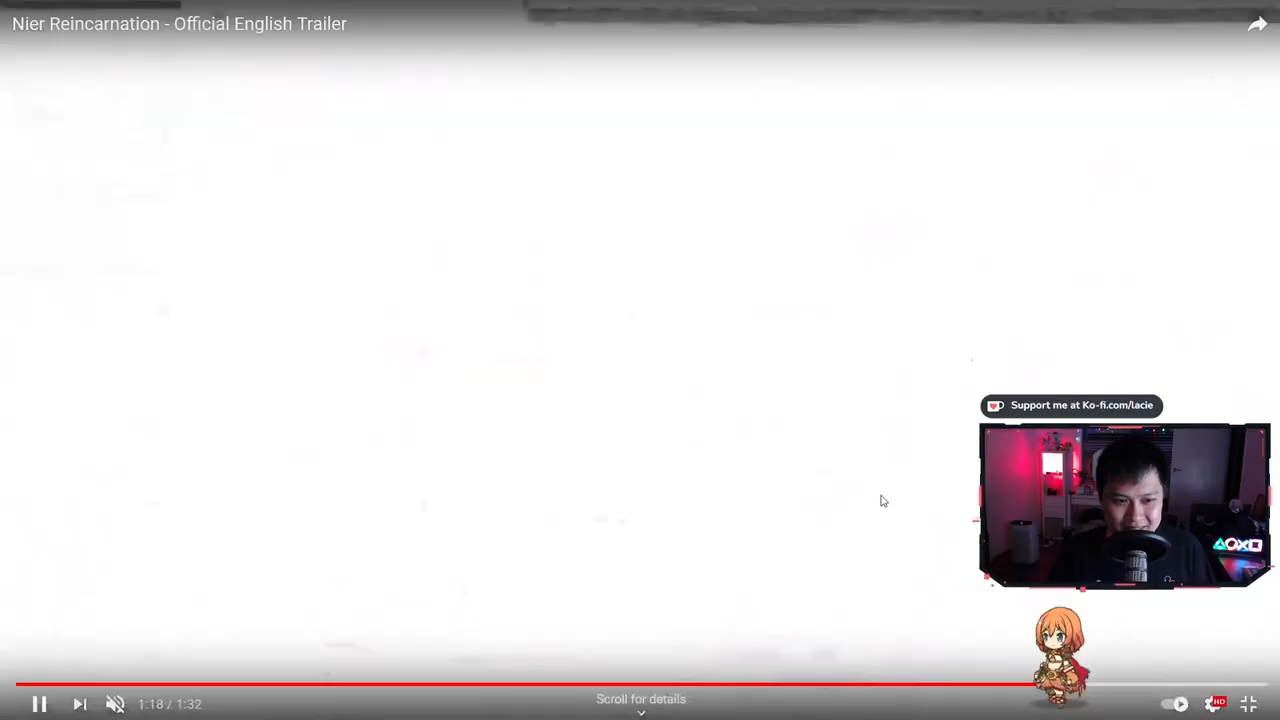 Nier Reincarnation - Official English Trailer
Support me at Ko-fi.com/lacie
Scroll for details
1:18 / 1:32
HD